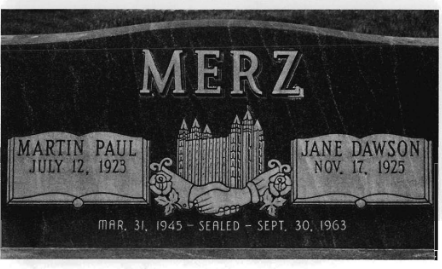 MERZ
MARTIN PAUL
JULY 12, 1923
JANE DAWSON
NOV. 17, 1925
MAR. 31, 1945 - SEALED - SEPT. 30, 1963